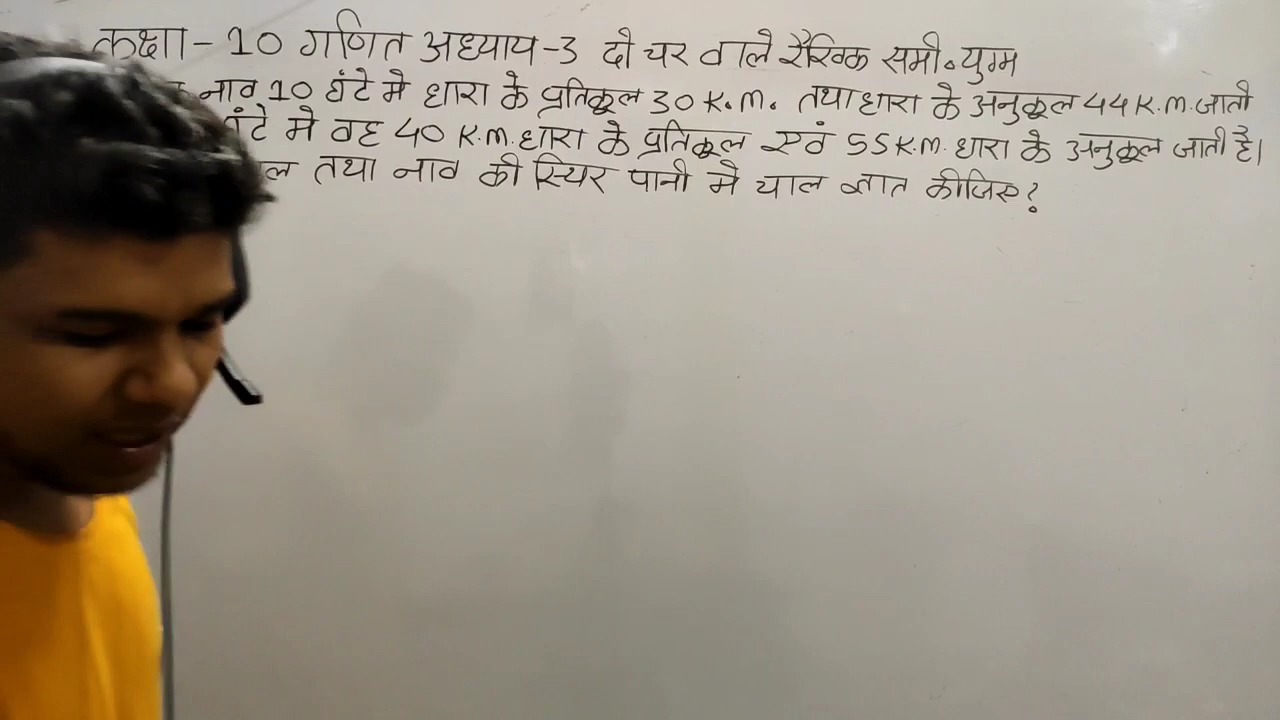 कक्षा - 10 गणित अध्याय - 3 दो चर वाले रैखिक समी. युग्म
नाव 10 घंटे मे धारा के प्रतिकूल 30 K.m. तथा धारा के अनुकूल 44 K.m. जाती
मे वह 40 K.m. धारा के प्रतिकूल एवं 55 K.m. धारा के अनुकूल जाती है।
तथा नाव की स्थिर पानी मे चाल ज्ञात कीजिए?